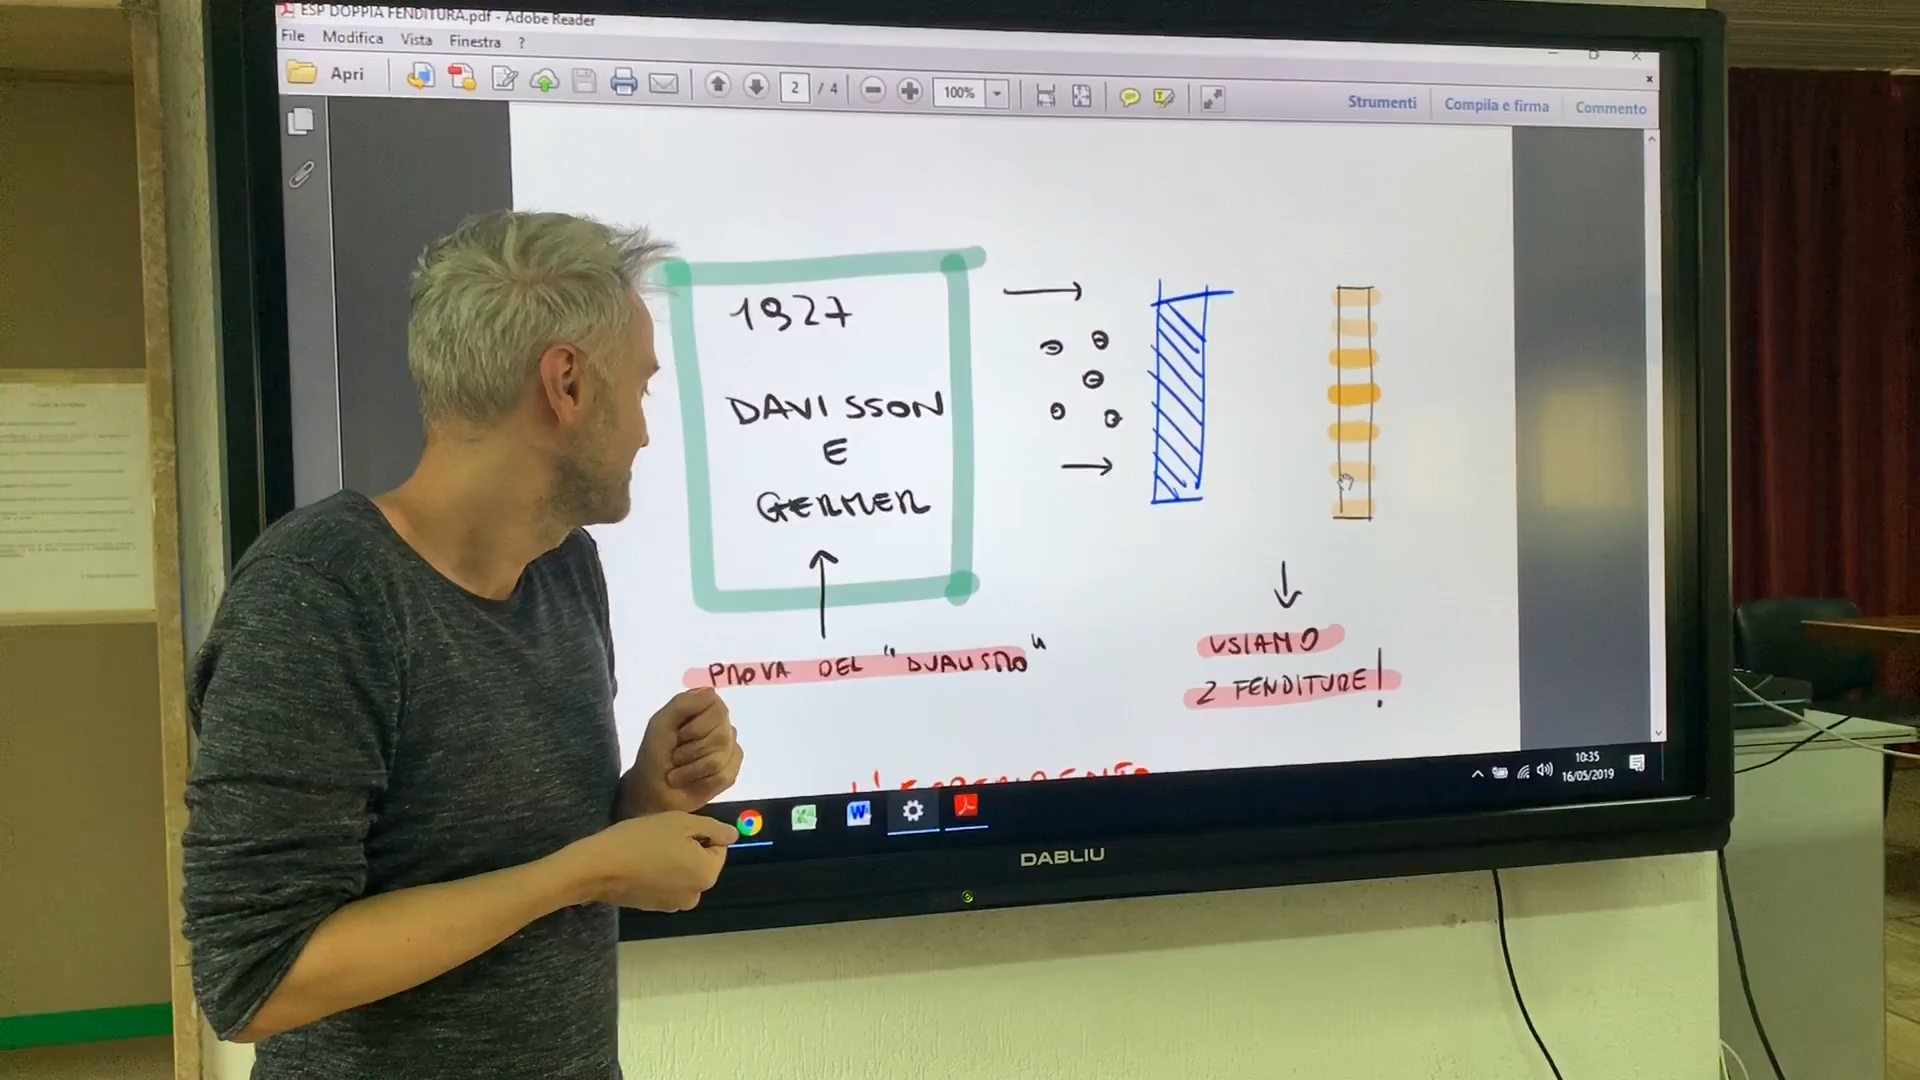 ESP DOPPIA FENDITURA.pdf - Adobe Reader
File Modifica Vista Finestra ?
Apri 2 / 4 100% Strumenti Compila e firma Commento
1927
DAVISSON
E
GERMER
PROVA DEL "DUALISMO"
USIAMO
2 FENDITURE!
L'ESPERIMENTO
10:35
16/05/2019
DABLIU